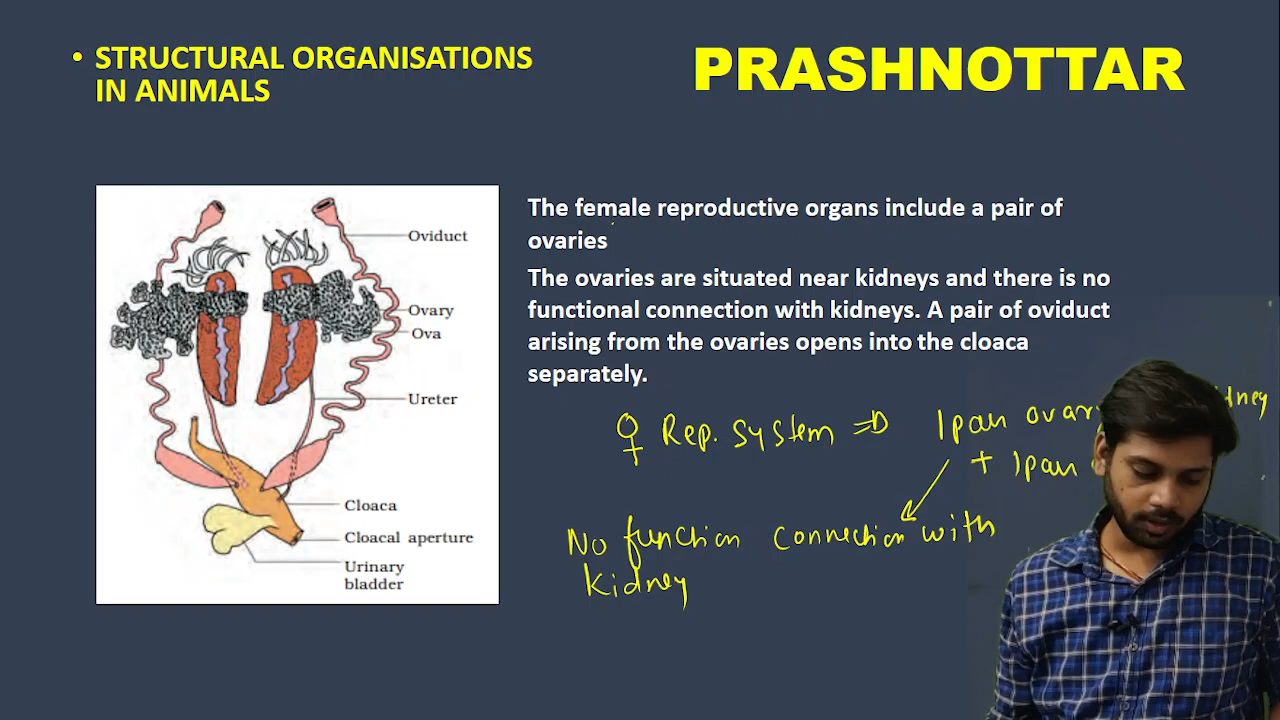 • STRUCTURAL ORGANISATIONS
IN ANIMALS
PRASHNOTTAR
Oviduct
Ovary
Ova
Ureter
Cloaca
Cloacal aperture
Urinary
bladder
The female reproductive organs include a pair of
ovaries
The ovaries are situated near kidneys and there is no
functional connection with kidneys. A pair of oviduct
arising from the ovaries opens into the cloaca
separately.
♀ Rep. System ⇒ 1 pair ovary
+ 1 pair
No function connection with
kidney